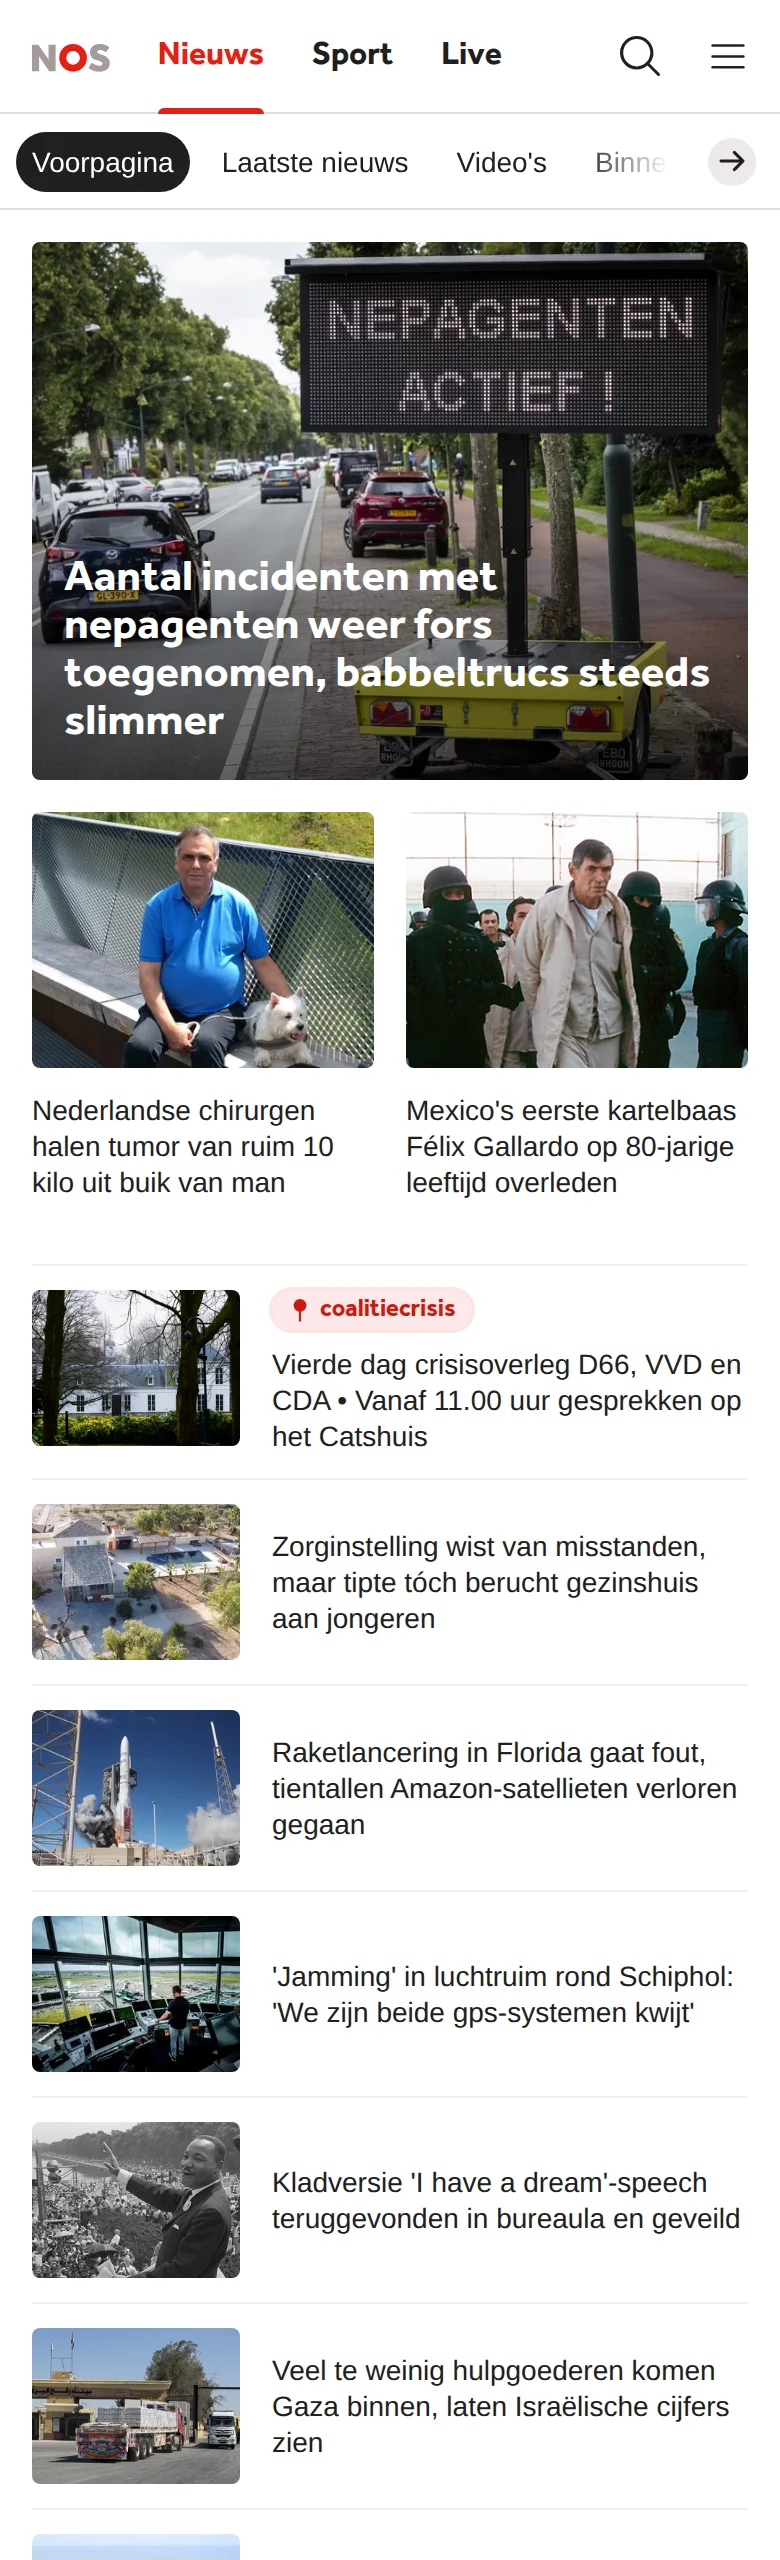 NOS
Nieuws
Sport
Live
Voorpagina
Laatste nieuws
Video's
Binne
NEPAGENTEN
ACTIEF !
GL-390-X
Aantal incidenten met
nepagenten weer fors
toegenomen, babbeltrucs steeds
slimmer
EBO
RHOON
Nederlandse chirurgen
halen tumor van ruim 10
kilo uit buik van man
Mexico's eerste kartelbaas
Félix Gallardo op 80-jarige
leeftijd overleden
coalitiecrisis
Vierde dag crisisoverleg D66, VVD en
CDA • Vanaf 11.00 uur gesprekken op
het Catshuis
Zorginstelling wist van misstanden,
maar tipte tóch berucht gezinshuis
aan jongeren
Raketlancering in Florida gaat fout,
tientallen Amazon-satellieten verloren
gegaan
'Jamming' in luchtruim rond Schiphol:
'We zijn beide gps-systemen kwijt'
Kladversie 'I have a dream'-speech
teruggevonden in bureaula en geveild
Veel te weinig hulpgoederen komen
Gaza binnen, laten Israëlische cijfers
zien